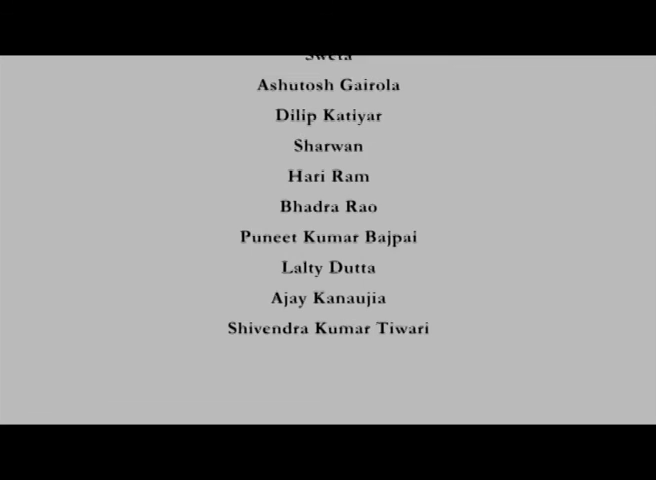 Sweta
Ashutosh Gairola
Dilip Katiyar
Sharwan
Hari Ram
Bhadra Rao
Puneet Kumar Bajpai
Lalty Dutta
Ajay Kanaujia
Shivendra Kumar Tiwari